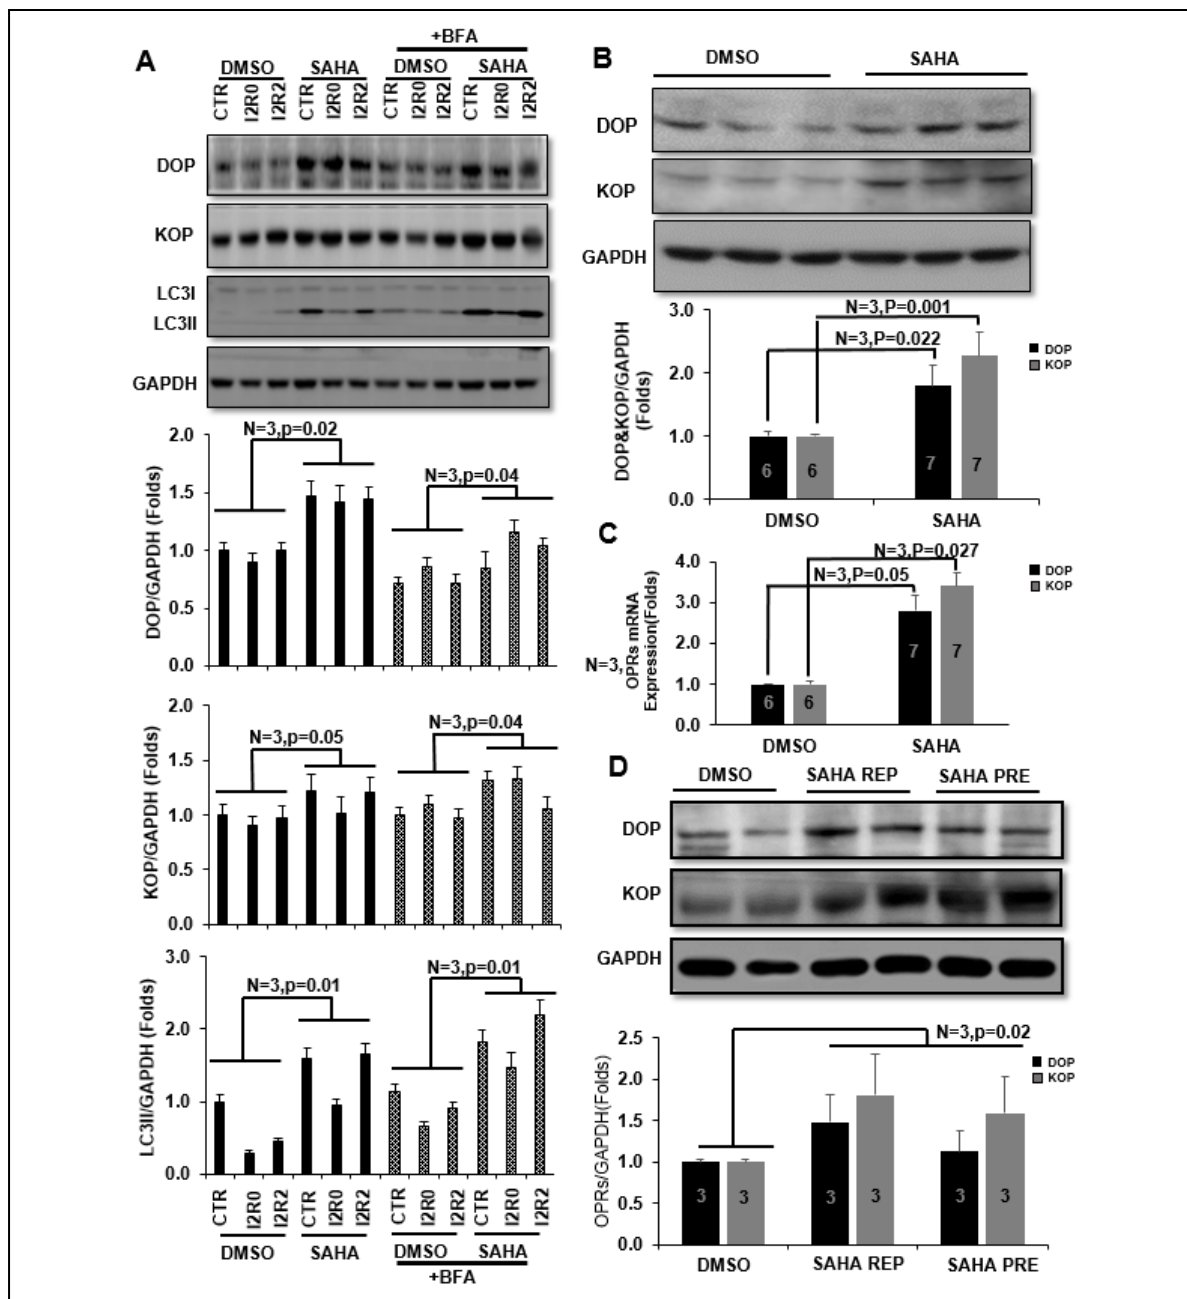 A
+BFA
DMSO SAHA DMSO SAHA
CTR I2R0 I2R2 CTR I2R0 I2R2 CTR I2R0 I2R2 CTR I2R0 I2R2
DOP
KOP
LC3I
LC3II
GAPDH
DOP/GAPDH (Folds)
2.0
1.5
1.0
0.5
0.0
N=3,p=0.02
N=3,p=0.04
KOP/GAPDH (Folds)
2.0
1.5
1.0
0.5
0.0
N=3,p=0.05
N=3,p=0.04
LC3II/GAPDH (Folds)
3.0
2.0
1.0
0.0
N=3,p=0.01
N=3,p=0.01
CTR I2R0 I2R2 CTR I2R0 I2R2 CTR I2R0 I2R2 CTR I2R0 I2R2
DMSO SAHA DMSO SAHA
+BFA
B
DMSO SAHA
DOP
KOP
GAPDH
DOP&KOP/GAPDH
(Folds)
3.0
2.0
1.0
0.0
N=3,P=0.001
N=3,P=0.022
DOP
KOP
6 6 7 7
DMSO SAHA
C
N=3,
OPRs mRNA
Expression(Folds)
4.0
3.0
2.0
1.0
0.0
N=3,P=0.027
N=3,P=0.05
DOP
KOP
6 6 7 7
DMSO SAHA
D
DMSO SAHA REP SAHA PRE
DOP
KOP
GAPDH
OPRs/GAPDH(Folds)
2.5
2.0
1.5
1.0
0.5
0.0
N=3,p=0.02
DOP
KOP
3 3 3 3 3 3
DMSO SAHA REP SAHA PRE